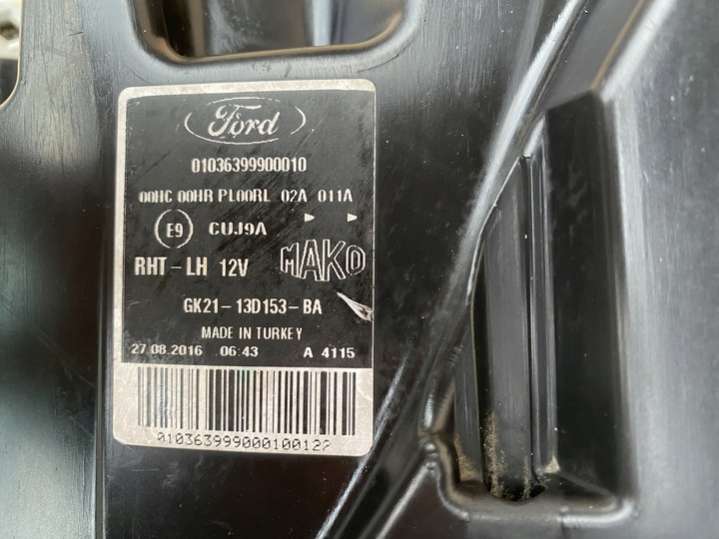 Ford
01036399900010
00HC 00HR PL00RL 02A 011A
E9 CUJ9A
RHT-LH 12V MAKO
GK21-13D153-BA
MADE IN TURKEY
27.08.2016 06:43 A 4115
010363999000100122